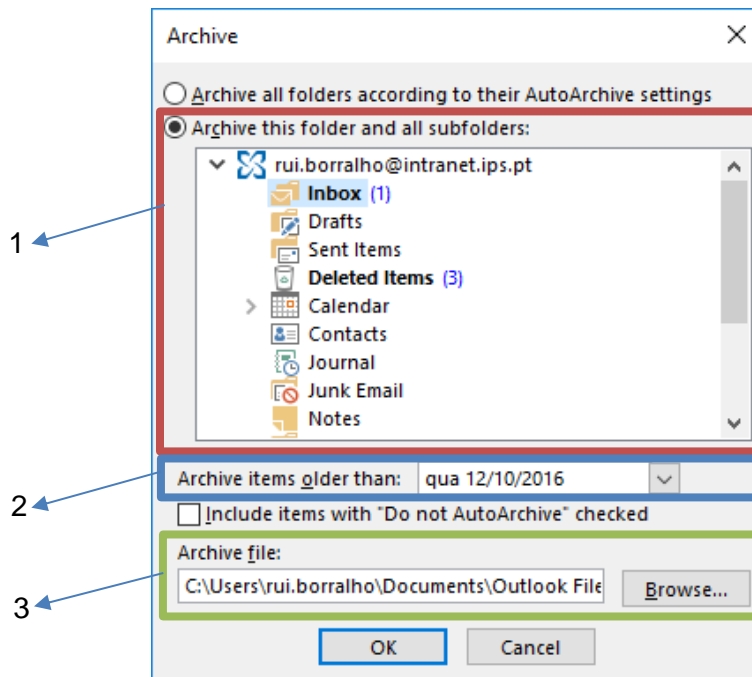 Archive
Archive all folders according to their AutoArchive settings
Archive this folder and all subfolders:
rui.borralho@intranet.ips.pt
Inbox (1)
Drafts
1
Sent Items
Deleted Items (3)
Calendar
Contacts
Journal
Junk Email
Notes
Archive items older than: qua 12/10/2016
2
Include items with "Do not AutoArchive" checked
Archive file:
C:\Users\rui.borralho\Documents\Outlook File Browse...
3
OK Cancel